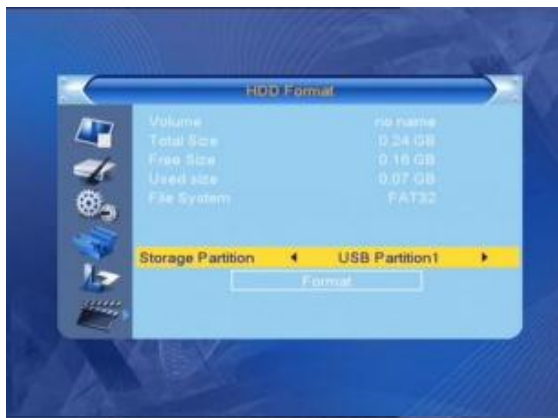 HDD Format
Volume no name
Total Size 0.24 GB
Free Size 0.16 GB
Used size 0.07 GB
File System FAT32
Storage Partition USB Partition1
Format